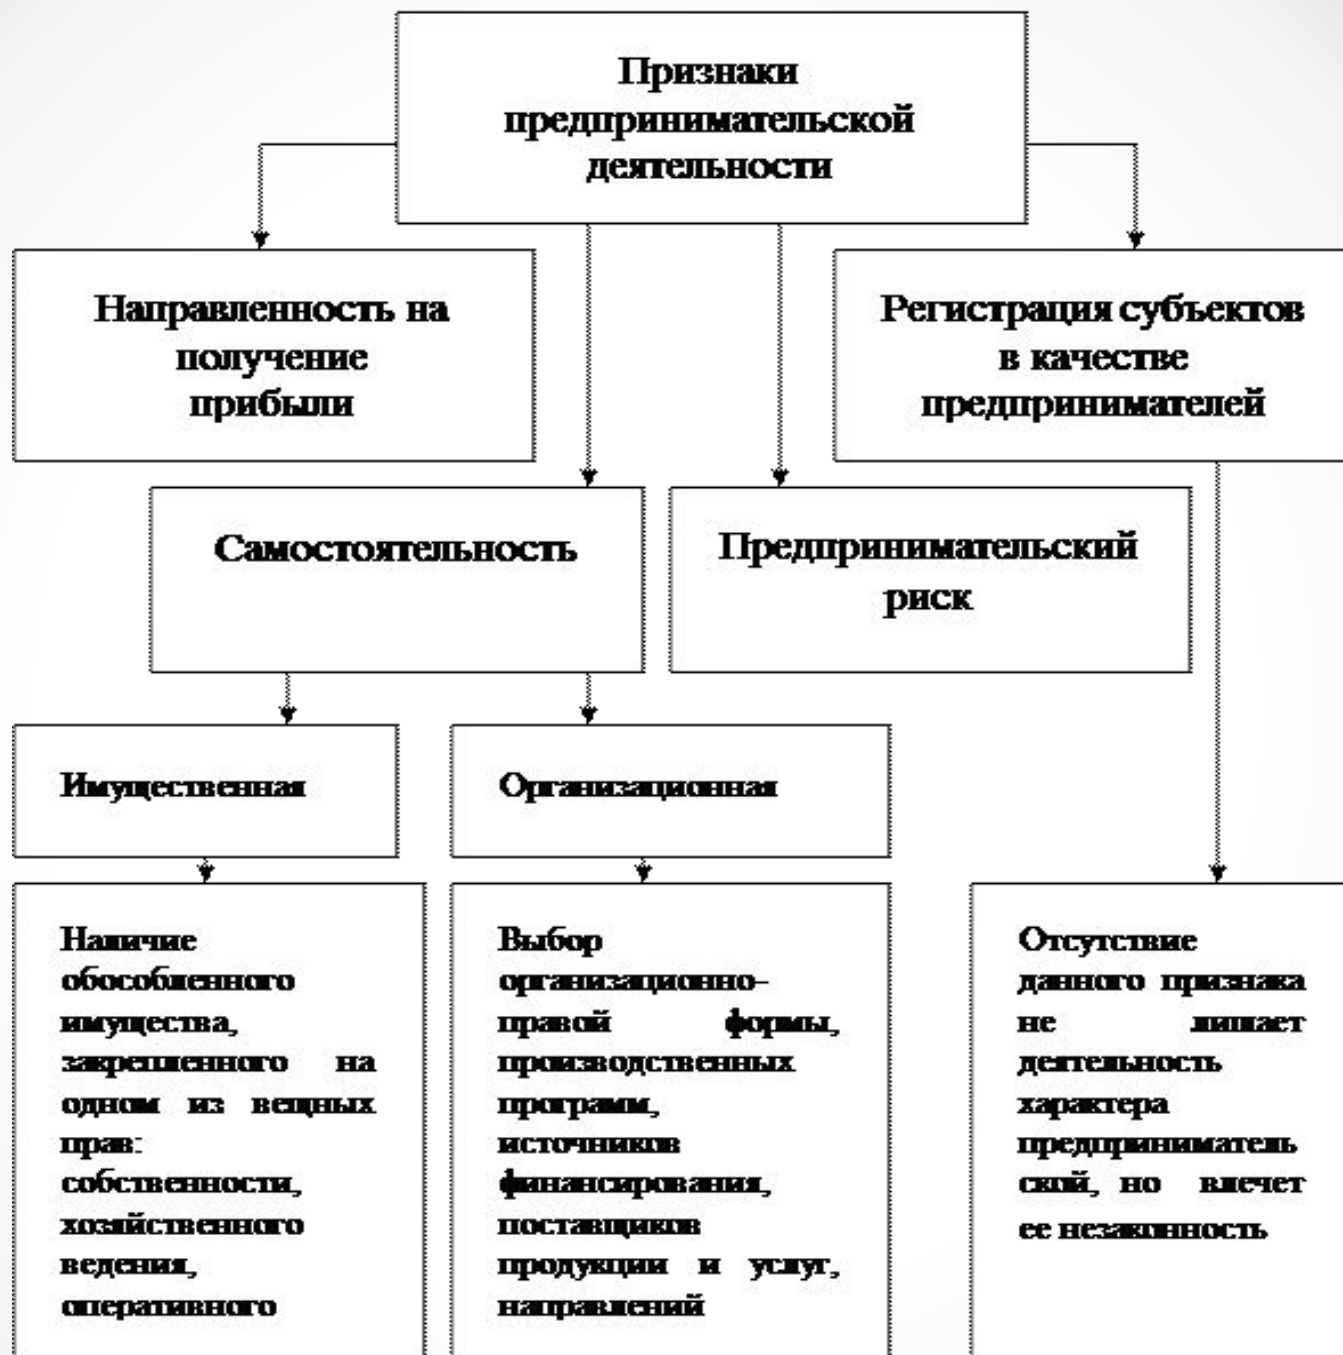 Признаки
предпринимательской
деятельности
Направленность на
получение
прибыли
Регистрация субъектов
в качестве
предпринимателей
Самостоятельность
Предпринимательский
риск
Имущественная
Организационная
Наличие
обособленного
имущества,
закрепленного на
одном из вещных
прав:
собственности,
хозяйственного
ведения,
оперативного
Выбор
организационно-
правой формы,
производственных
программ,
источников
финансирования,
поставщиков
продукции и услуг,
направлений
Отсутствие
данного признака
не лишает
деятельность
характера
предприниматель
ской, но влечет
ее незаконность